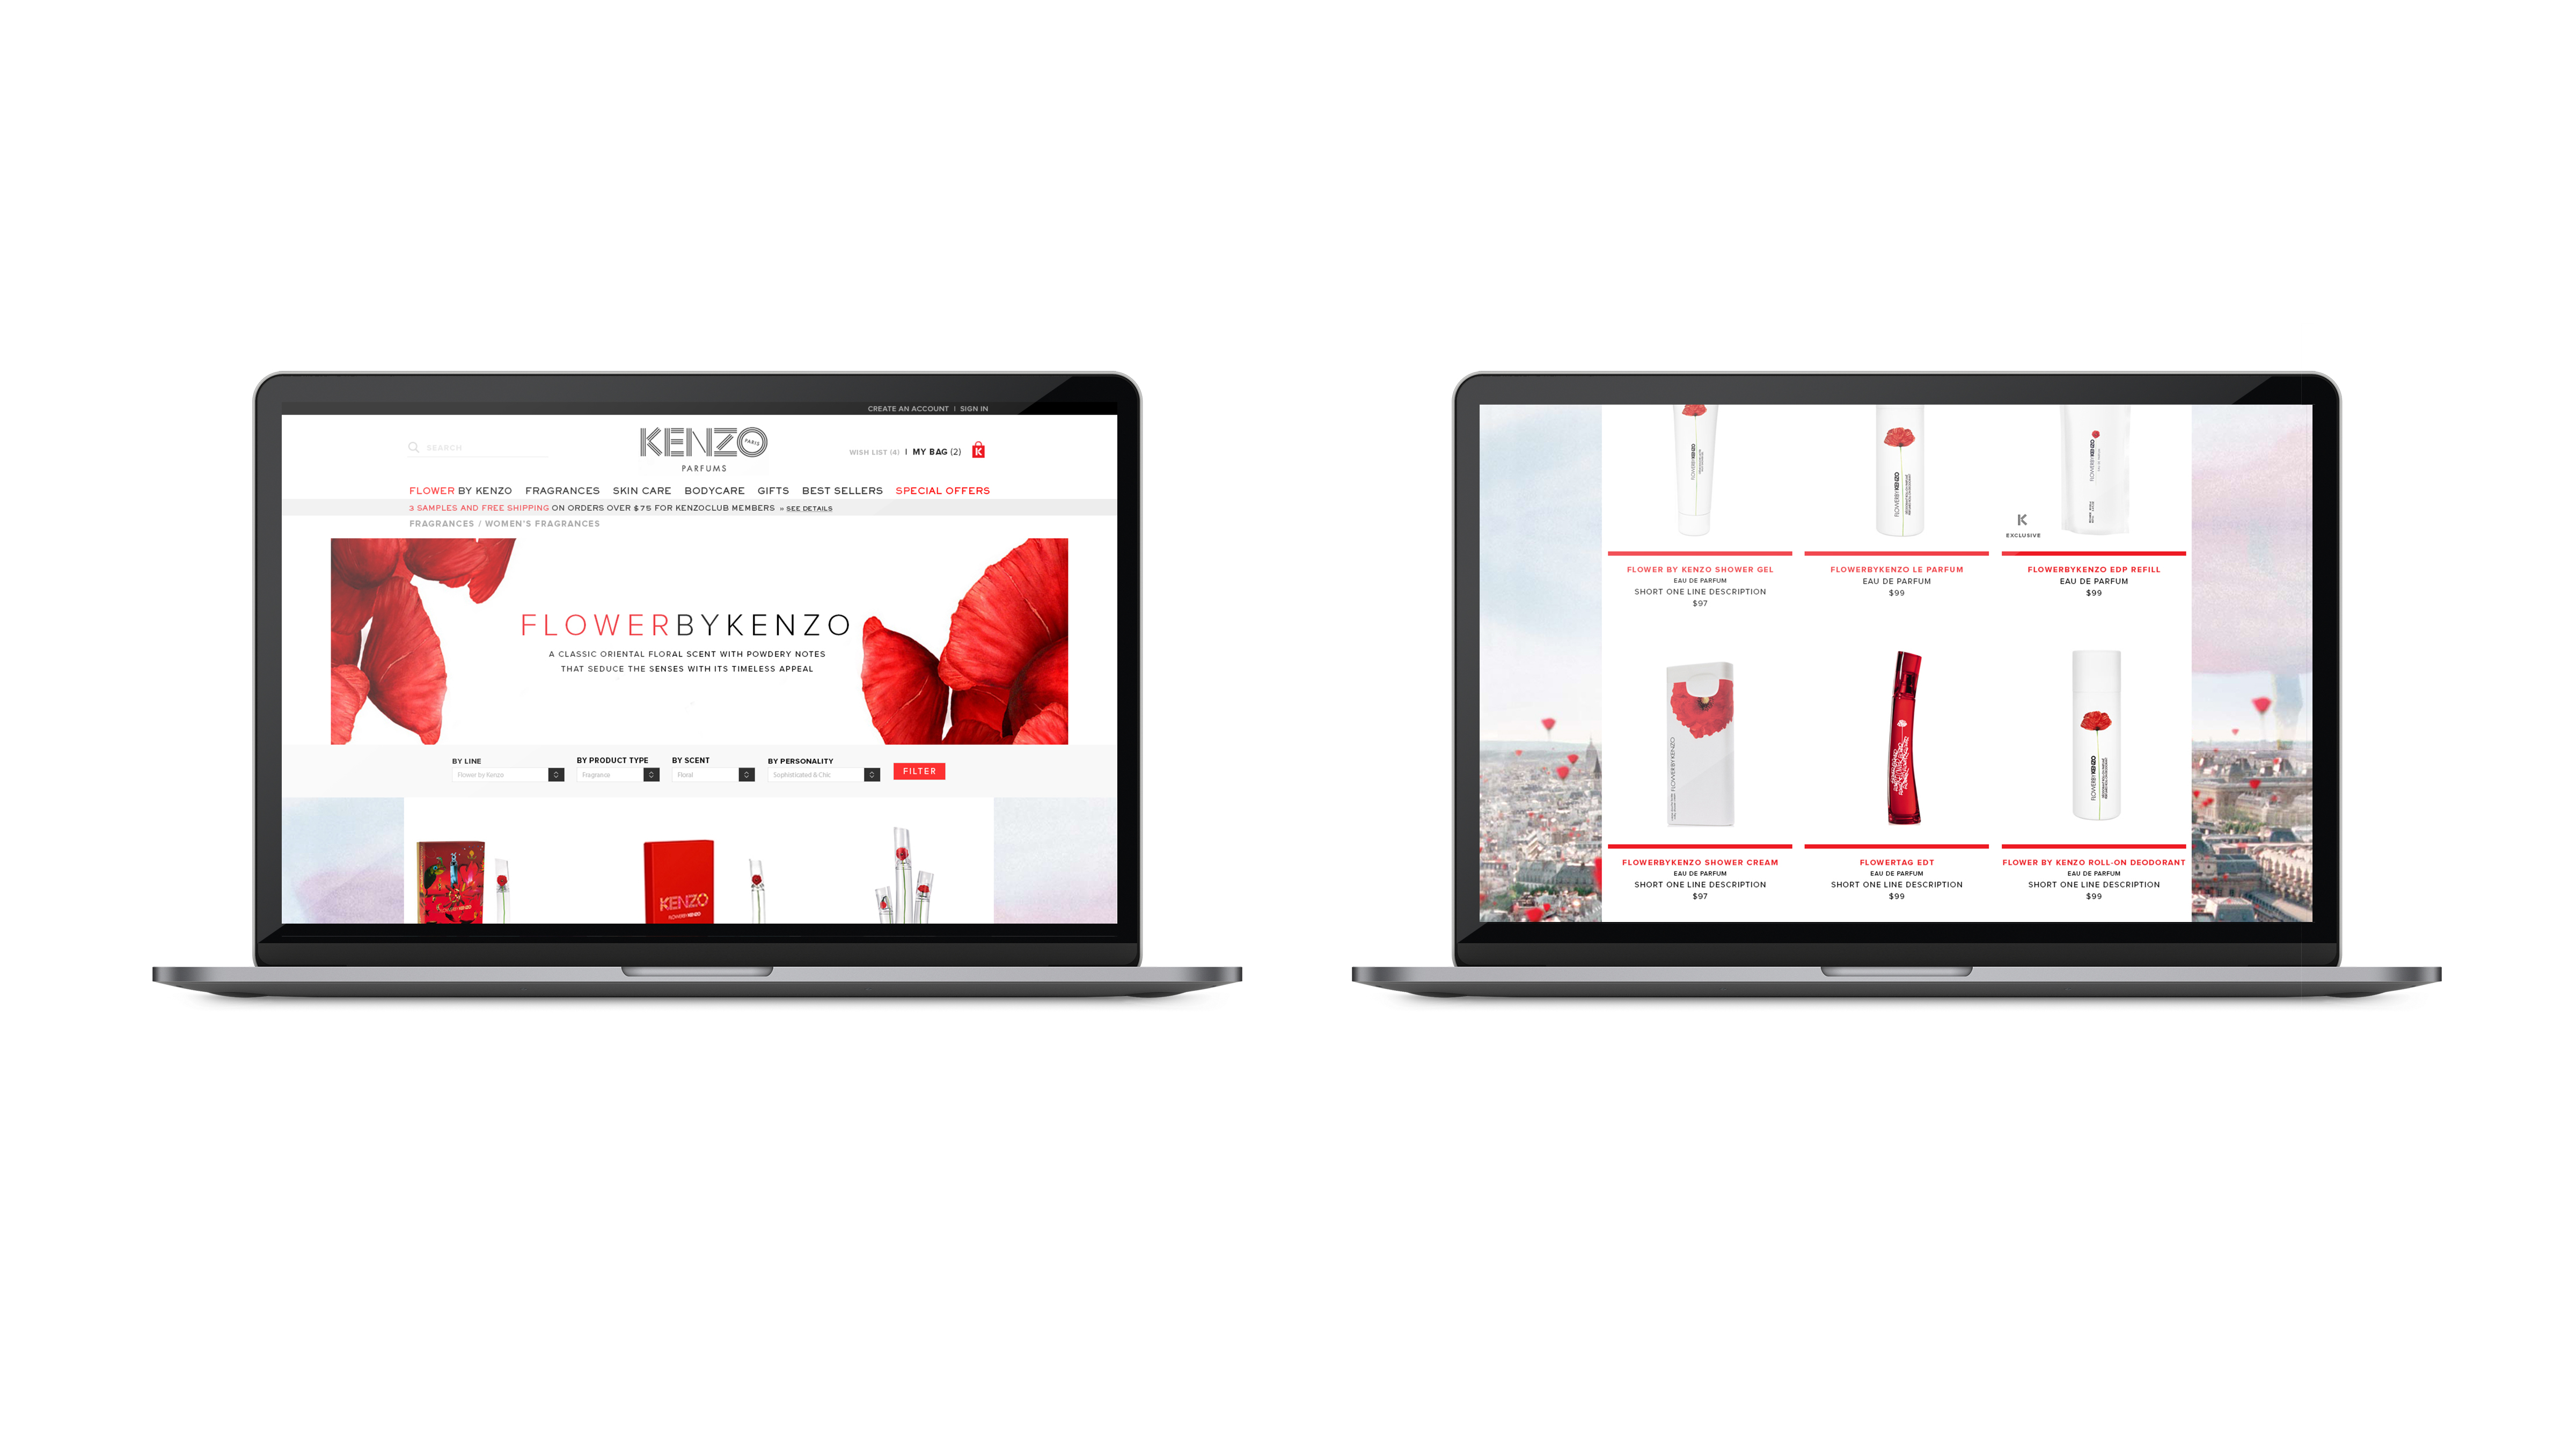 CREATE AN ACCOUNT | SIGN IN
SEARCH
KENZO
PARIS
PARFUMS
WISH LIST (4) | MY BAG (2)
K
FLOWER BY KENZO FRAGRANCES SKIN CARE BODYCARE GIFTS BEST SELLERS SPECIAL OFFERS
3 SAMPLES AND FREE SHIPPING ON ORDERS OVER $75 FOR KENZOCLUB MEMBERS » SEE DETAILS
FRAGRANCES / WOMEN'S FRAGRANCES
FLOWERBYKENZO
A CLASSIC ORIENTAL FLORAL SCENT WITH POWDERY NOTES
THAT SEDUCE THE SENSES WITH ITS TIMELESS APPEAL
BY LINE BY PRODUCT TYPE BY SCENT BY PERSONALITY
Flower by Kenzo Fragrance Floral Sophisticated & Chic FILTER
FLOWERBYKENZO
KENZO
FLOWERBYKENZO
FLOWERBYKENZO
FLOWERBYKENZO
FLOWERBYKENZO
K
EXCLUSIVE
FLOWER BY KENZO SHOWER GEL
EAU DE PARFUM
SHORT ONE LINE DESCRIPTION
$97
FLOWERBYKENZO LE PARFUM
EAU DE PARFUM
$99
FLOWERBYKENZO EDP REFILL
EAU DE PARFUM
$99
FLOWERBYKENZO
FLOWERBYKENZO
FLOWERBYKENZO SHOWER CREAM
EAU DE PARFUM
SHORT ONE LINE DESCRIPTION
$97
FLOWERTAG EDT
EAU DE PARFUM
SHORT ONE LINE DESCRIPTION
$99
FLOWER BY KENZO ROLL-ON DEODORANT
EAU DE PARFUM
SHORT ONE LINE DESCRIPTION
$99